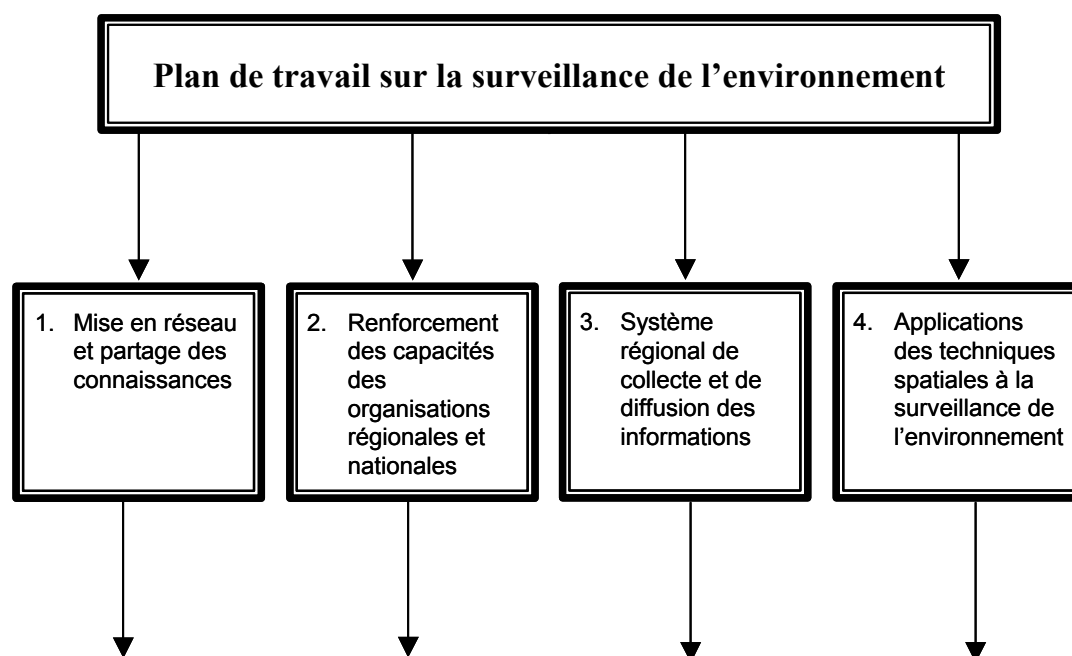 Plan de travail sur la surveillance de l’environnement
1. Mise en réseau
et partage des
connaissances
2. Renforcement
des capacités
des
organisations
régionales et
nationales
3. Système
régional de
collecte et de
diffusion des
informations
4. Applications
des techniques
spatiales à la
surveillance de
l’environnement